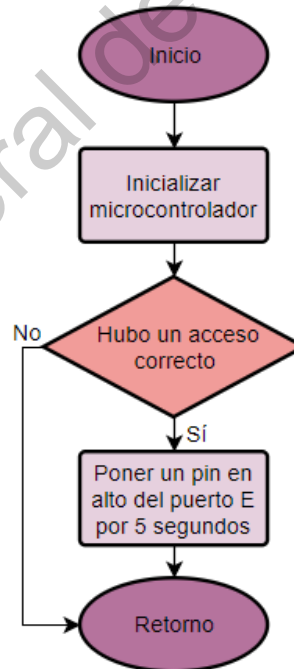 Inicio
Inicializar
microcontrolador
Hubo un acceso
correcto
No
Sí
Poner un pin en
alto del puerto E
por 5 segundos
Retorno